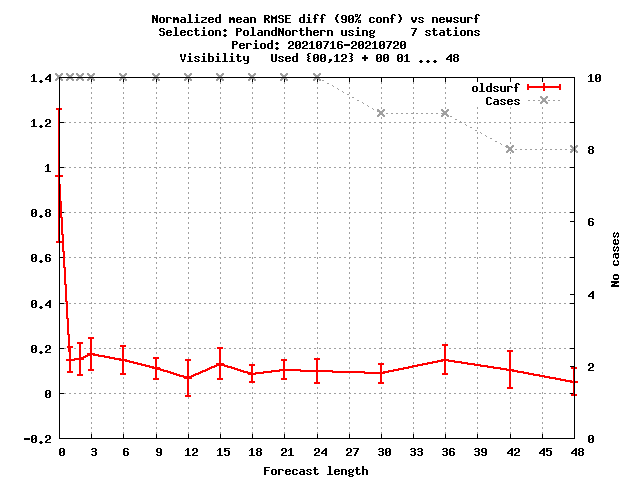 Normalized mean RMSE diff (90% conf) vs newsurf
Selection: PolandNorthern using     7 stations
Period: 20210716-20210720
Visibility   Used {00,12} + 00 01 ... 48
oldsurf
Cases
1.4
1.2
1
0.8
0.6
0.4
0.2
0
-0.2
10
8
6
4
2
0
No cases
0 3 6 9 12 15 18 21 24 27 30 33 36 39 42 45 48
Forecast length